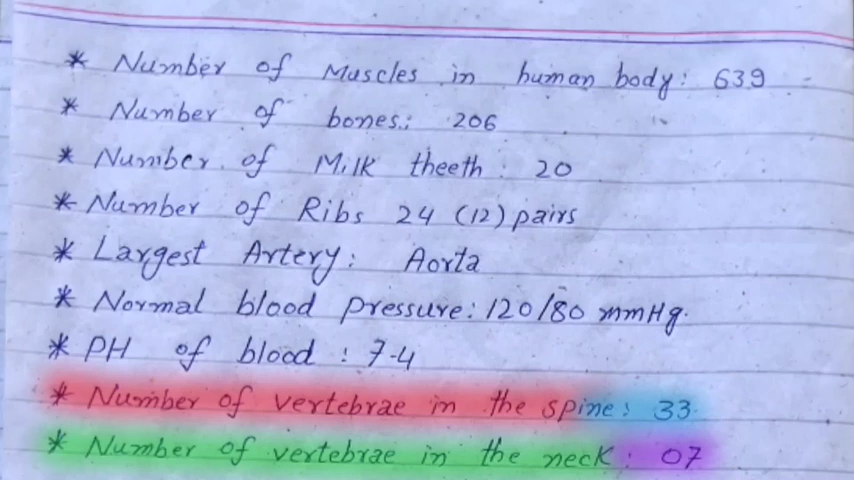 * Number of Muscles in human body: 639
* Number of bones: 206
* Number of Milk theeth: 20
* Number of Ribs 24 (12) pairs
* Largest Artery: Aorta
* Normal blood pressure: 120/80 mmHg.
* PH of blood: 7.4
* Number of vertebrae in the spine: 33
* Number of vertebrae in the neck: 07